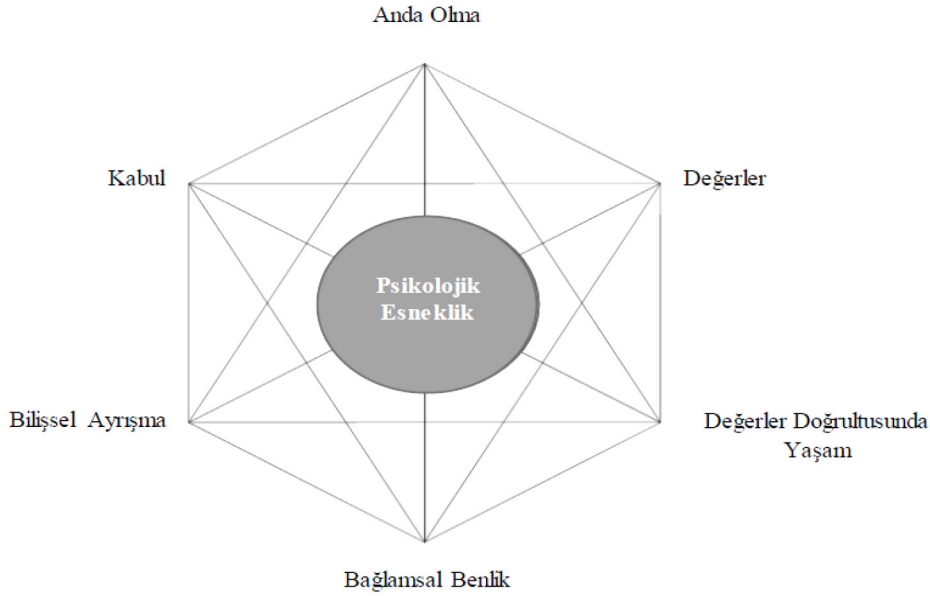 Anda Olma
Kabul
Değerler
Psikolojik
Esneklik
Bilişsel Ayrışma
Değerler Doğrultusunda
Yaşam
Bağlamsal Benlik